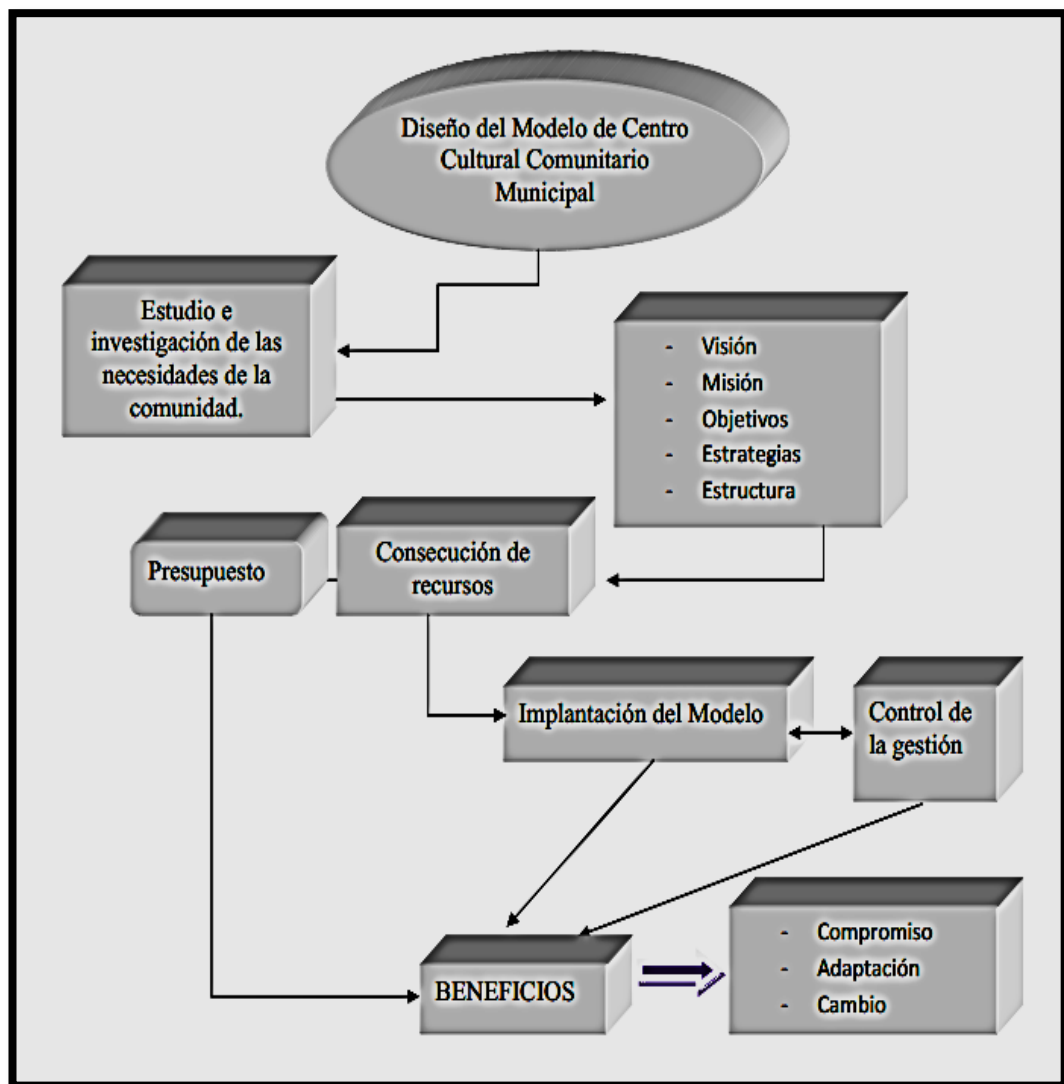 Diseño del Modelo de Centro
Cultural Comunitario
Municipal
Estudio e
investigación de las
necesidades de la
comunidad.
- Visión
- Misión
- Objetivos
- Estrategias
- Estructura
Presupuesto
Consecución de
recursos
Implantación del Modelo
Control de
la gestión
BENEFICIOS
- Compromiso
- Adaptación
- Cambio